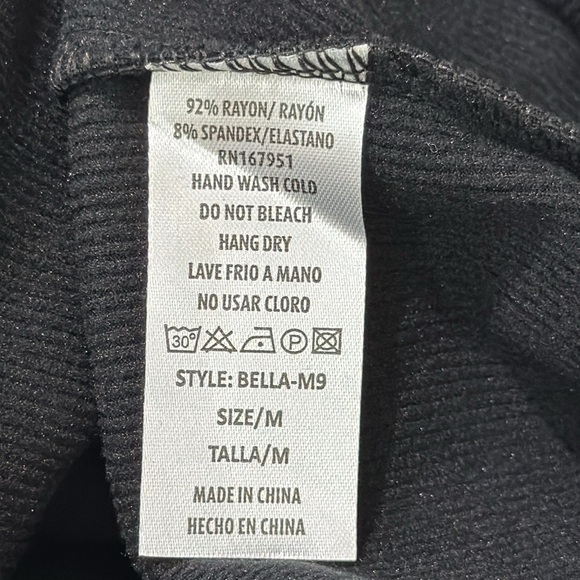 92% RAYON/ RAYÓN
8% SPANDEX/ELASTANO
RN167951
HAND WASH COLD
DO NOT BLEACH
HANG DRY
LAVE FRIO A MANO
NO USAR CLORO
30° P
STYLE: BELLA-M9
SIZE/M
TALLA/M
MADE IN CHINA
HECHO EN CHINA